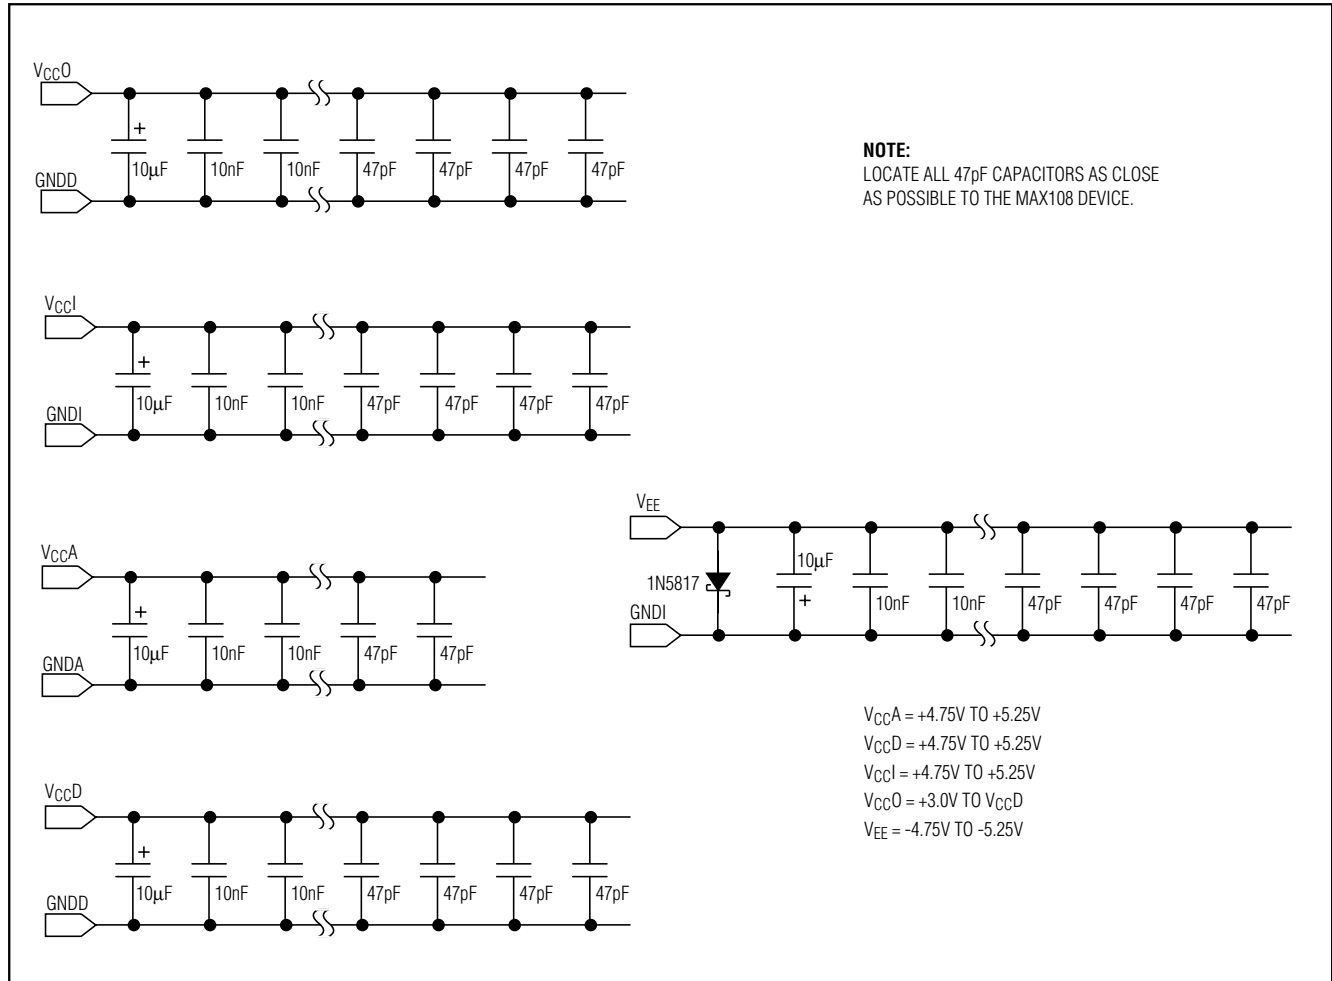 VCCO
+
10µF 10nF 10nF 47pF 47pF 47pF 47pF
GNDD
NOTE:
LOCATE ALL 47pF CAPACITORS AS CLOSE
AS POSSIBLE TO THE MAX108 DEVICE.
VCCI
+
10µF 10nF 10nF 47pF 47pF 47pF 47pF
GNDI
VCCA
+
10µF 10nF 10nF 47pF 47pF
GNDA
VEE
10µF
1N5817
+
10nF 10nF 47pF 47pF 47pF 47pF
GNDI
VCCD
+
10µF 10nF 10nF 47pF 47pF 47pF 47pF
GNDD
VCCA = +4.75V TO +5.25V
VCCD = +4.75V TO +5.25V
VCCI = +4.75V TO +5.25V
VCCO = +3.0V TO VCCD
VEE = -4.75V TO -5.25V